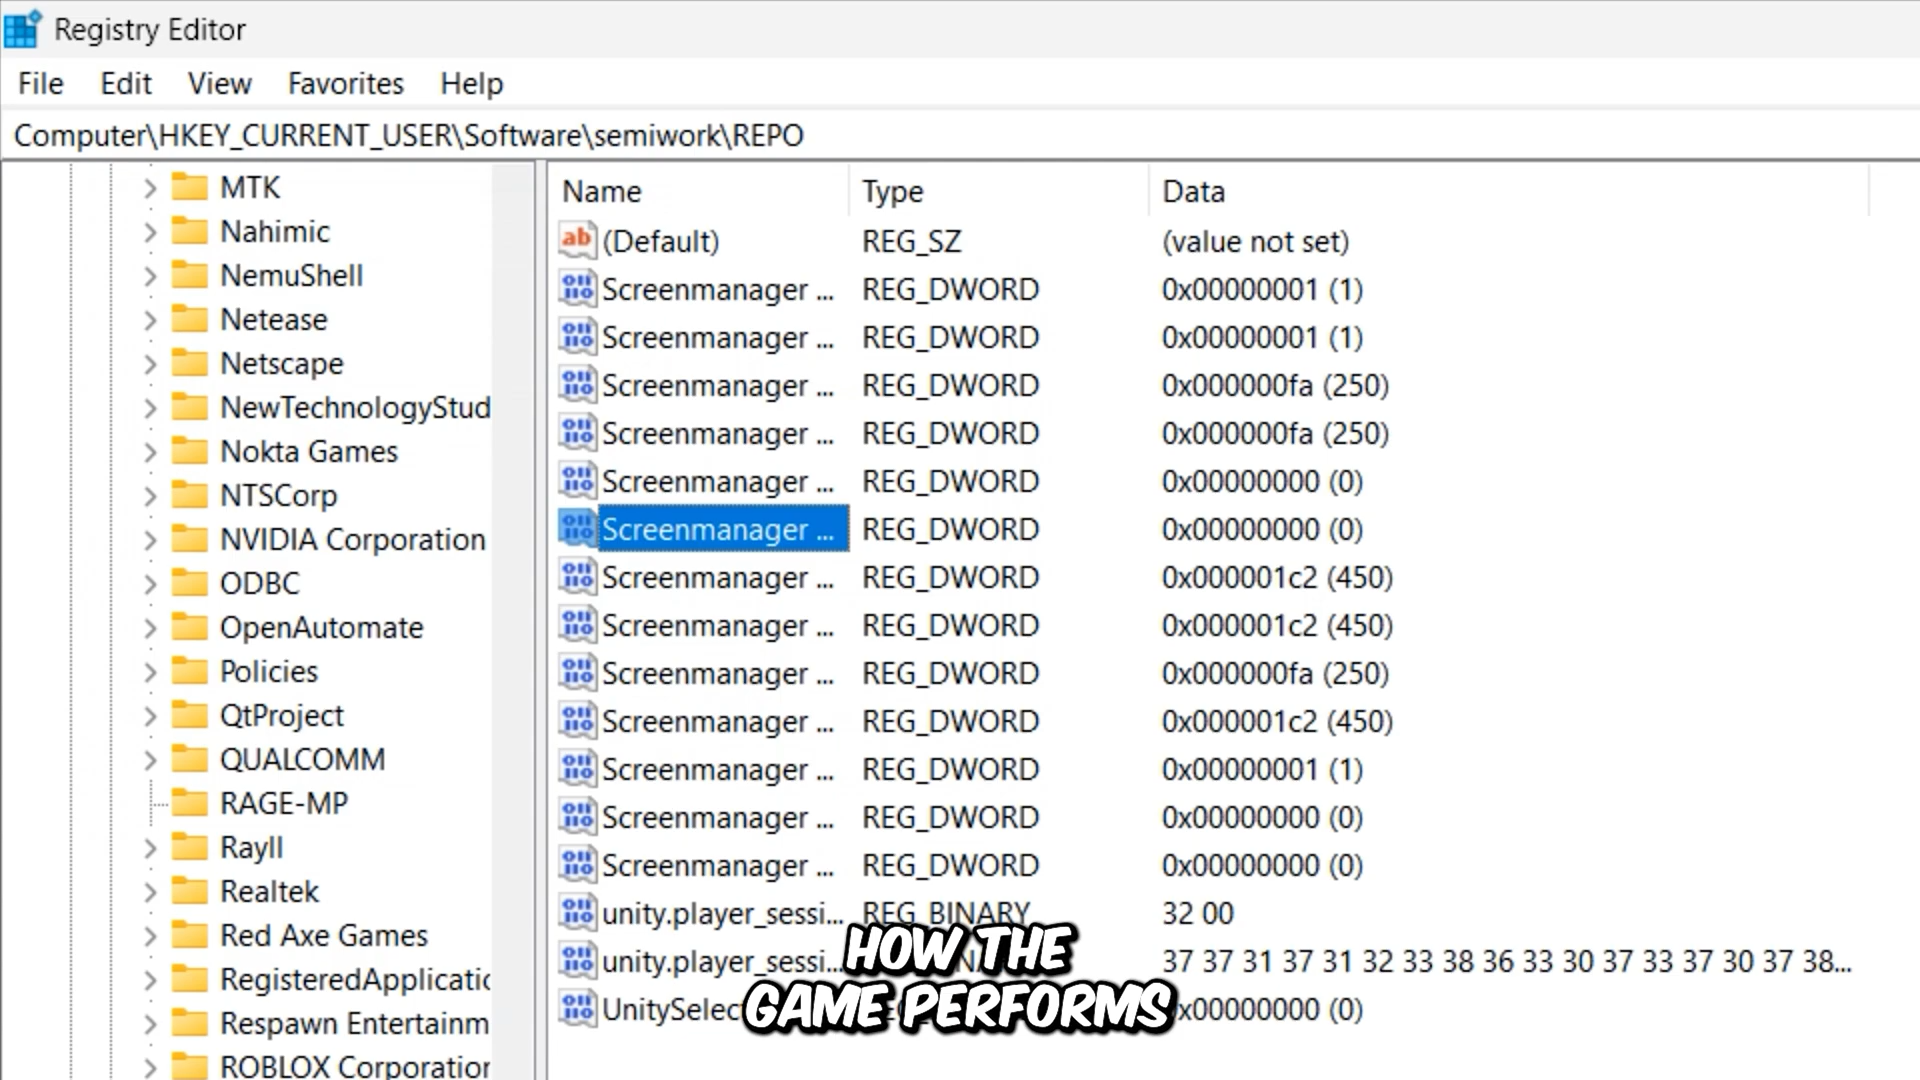 Registry Editor
File Edit View Favorites Help
Computer\HKEY_CURRENT_USER\Software\semiwork\REPO
MTK
Nahimic
NemuShell
Netease
Netscape
NewTechnologyStud
Nokta Games
NTSCorp
NVIDIA Corporation
ODBC
OpenAutomate
Policies
QtProject
QUALCOMM
RAGE-MP
Rayll
Realtek
Red Axe Games
RegisteredApplicatic
Respawn Entertainm
ROBLOX Corporation
Name Type Data
(Default) REG_SZ (value not set)
Screenmanager ... REG_DWORD 0x00000001 (1)
Screenmanager ... REG_DWORD 0x00000001 (1)
Screenmanager ... REG_DWORD 0x000000fa (250)
Screenmanager ... REG_DWORD 0x000000fa (250)
Screenmanager ... REG_DWORD 0x00000000 (0)
Screenmanager ... REG_DWORD 0x00000000 (0)
Screenmanager ... REG_DWORD 0x000001c2 (450)
Screenmanager ... REG_DWORD 0x000001c2 (450)
Screenmanager ... REG_DWORD 0x000000fa (250)
Screenmanager ... REG_DWORD 0x000001c2 (450)
Screenmanager ... REG_DWORD 0x00000001 (1)
Screenmanager ... REG_DWORD 0x00000000 (0)
Screenmanager ... REG_DWORD 0x00000000 (0)
unity.player_sessi... REG_BINARY 32 00
unity.player_sessi... 37 37 31 37 31 32 33 38 36 33 30 37 33 37 30 37 38...
UnitySelec 0x00000000 (0)
HOW THE
GAME PERFORMS